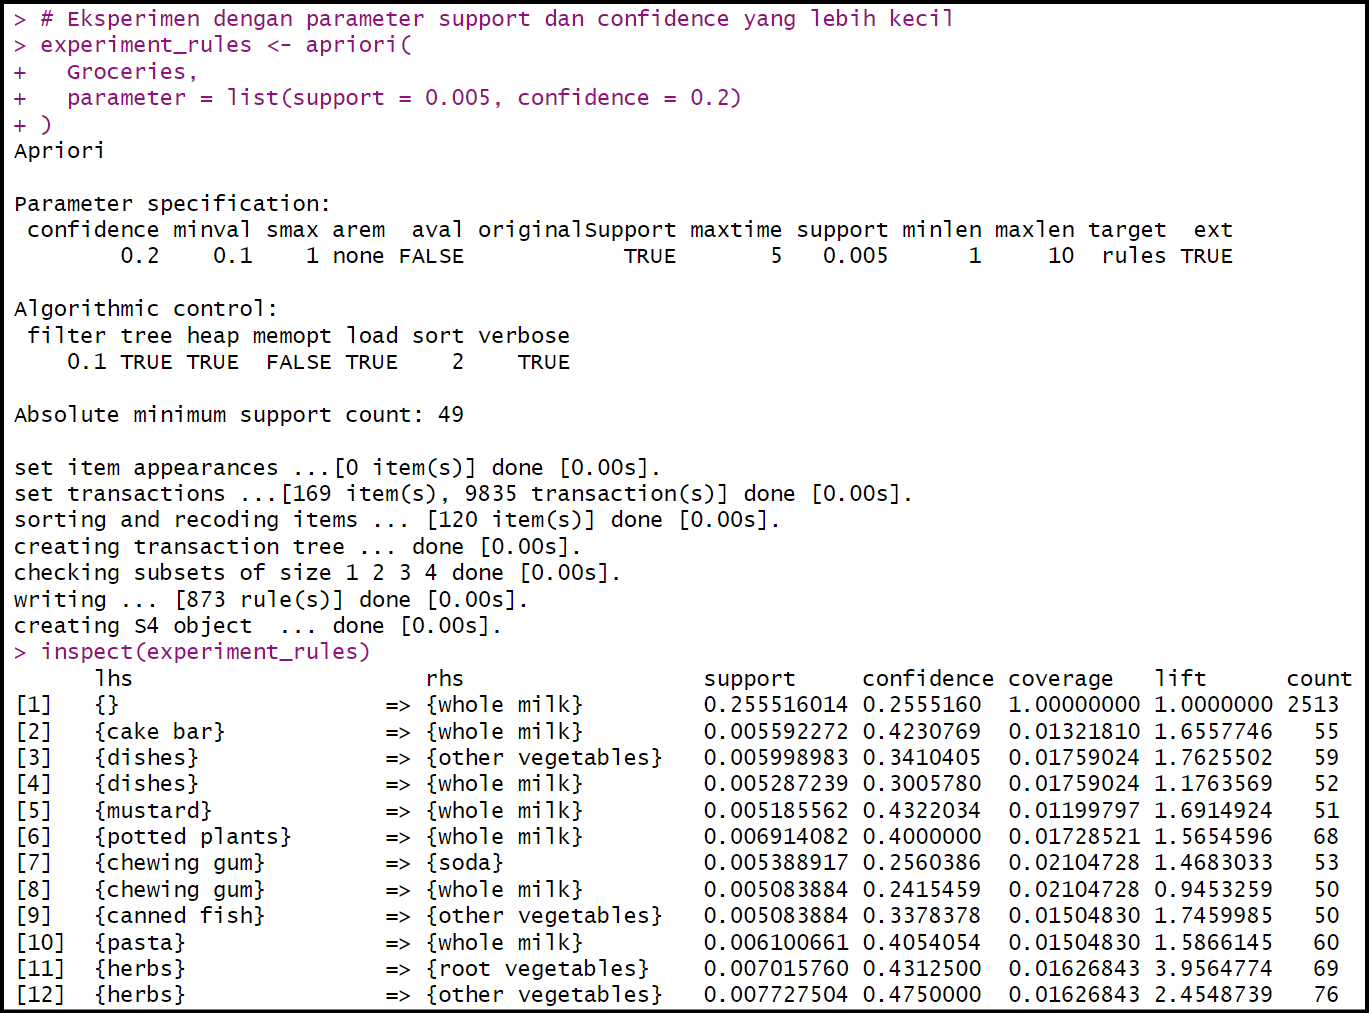 > # Eksperimen dengan parameter support dan confidence yang lebih kecil
> experiment_rules <- apriori(
+   Groceries,
+   parameter = list(support = 0.005, confidence = 0.2)
+ )
Apriori

Parameter specification:
 confidence minval smax arem  aval originalSupport maxtime support minlen maxlen target  ext
        0.2    0.1    1 none FALSE            TRUE       5   0.005      1     10  rules TRUE

Algorithmic control:
 filter tree heap memopt load sort verbose
    0.1 TRUE TRUE  FALSE TRUE    2    TRUE

Absolute minimum support count: 49

set item appearances ...[0 item(s)] done [0.00s].
set transactions ...[169 item(s), 9835 transaction(s)] done [0.00s].
sorting and recoding items ... [120 item(s)] done [0.00s].
creating transaction tree ... done [0.00s].
checking subsets of size 1 2 3 4 done [0.00s].
writing ... [873 rule(s)] done [0.00s].
creating S4 object  ... done [0.00s].
> inspect(experiment_rules)
      lhs                      rhs                  support     confidence coverage   lift      count
[1]   {}                    => {whole milk}         0.255516014 0.2555160  1.00000000 1.0000000 2513
[2]   {cake bar}            => {whole milk}         0.005592272 0.4230769  0.01321810 1.6557746   55
[3]   {dishes}              => {other vegetables}   0.005998983 0.3410405  0.01759024 1.7625502   59
[4]   {dishes}              => {whole milk}         0.005287239 0.3005780  0.01759024 1.1763569   52
[5]   {mustard}             => {whole milk}         0.005185562 0.4322034  0.01199797 1.6914924   51
[6]   {potted plants}       => {whole milk}         0.006914082 0.4000000  0.01728521 1.5654596   68
[7]   {chewing gum}         => {soda}               0.005388917 0.2560386  0.02104728 1.4683033   53
[8]   {chewing gum}         => {whole milk}         0.005083884 0.2415459  0.02104728 0.9453259   50
[9]   {canned fish}         => {other vegetables}   0.005083884 0.3378378  0.01504830 1.7459985   50
[10]  {pasta}               => {whole milk}         0.006100661 0.4054054  0.01504830 1.5866145   60
[11]  {herbs}               => {root vegetables}    0.007015760 0.4312500  0.01626843 3.9564774   69
[12]  {herbs}               => {other vegetables}   0.007727504 0.4750000  0.01626843 2.4548739   76